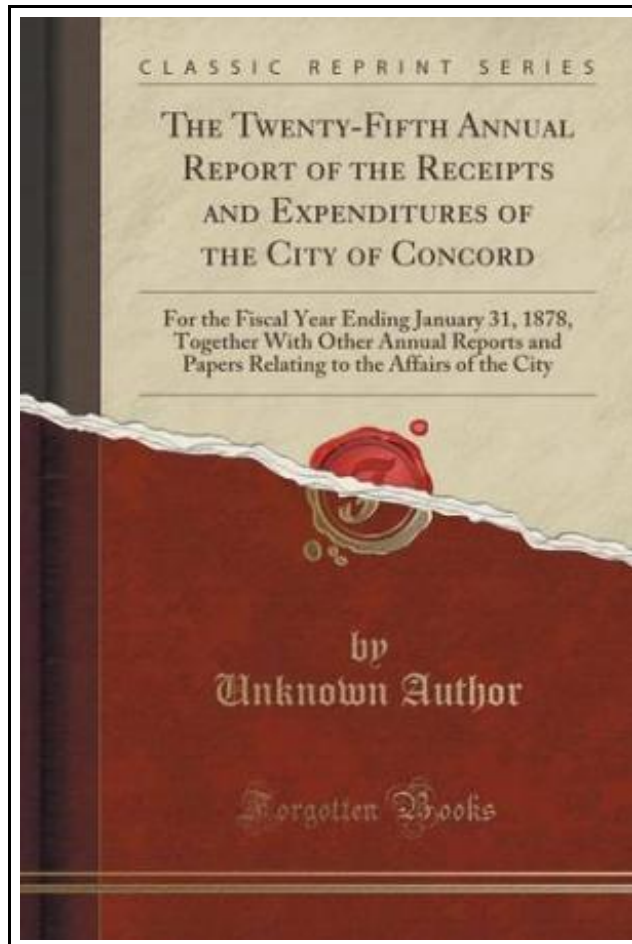 CLASSIC REPRINT SERIES
THE TWENTY-FIFTH ANNUAL
REPORT OF THE RECEIPTS
AND EXPENDITURES OF
THE CITY OF CONCORD
For the Fiscal Year Ending January 31, 1878,
Together With Other Annual Reports and
Papers Relating to the Affairs of the City
by
Unknown Author
Forgotten Books